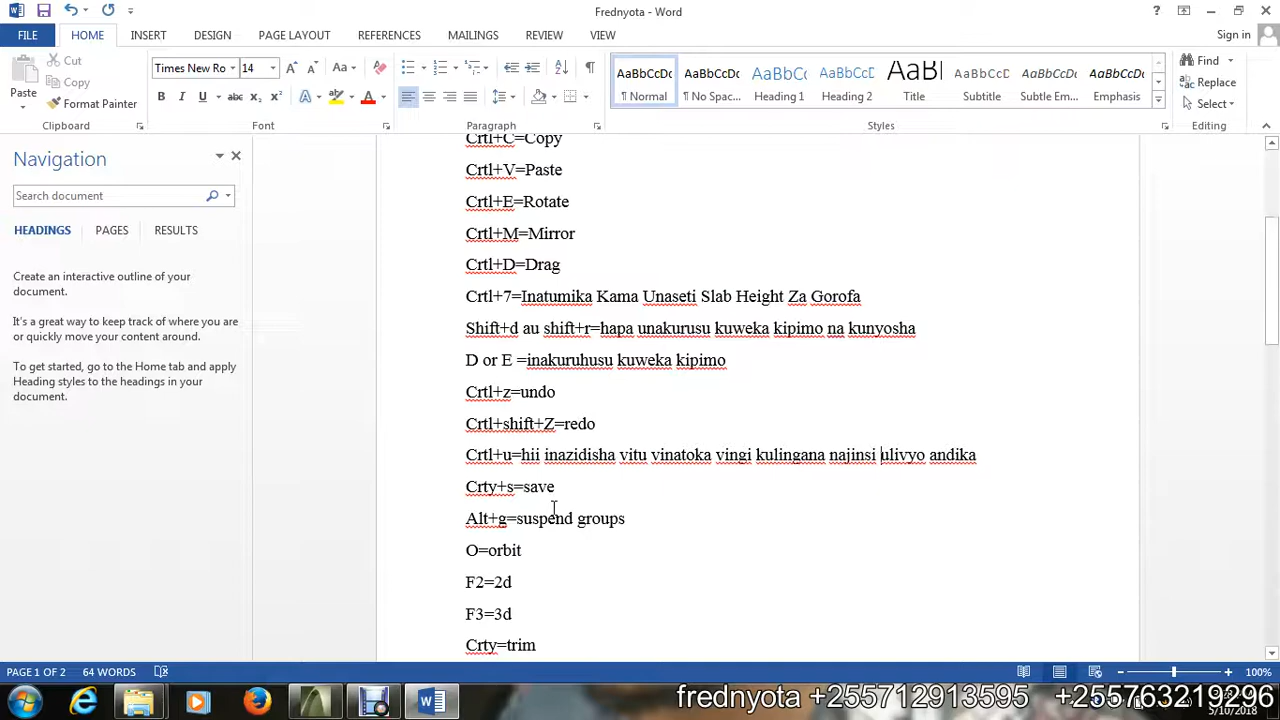 Frednyota - Word
Sign in
FILE HOME INSERT DESIGN PAGE LAYOUT REFERENCES MAILINGS REVIEW VIEW
Paste
Cut
Copy
Format Painter
Times New Ro 14
AaBbCcDc AaBbCcDc AaBbCc AaBbCcD AaBb AaBbCcD AaBbCcDc AaBbCcDc
¶ Normal ¶ No Spac... Heading 1 Heading 2 Title Subtitle Subtle Em... Emphasis
Find
Replace
Select
Clipboard Font Paragraph Styles Editing
Navigation
Search document
HEADINGS PAGES RESULTS
Create an interactive outline of your
document.
It's a great way to keep track of where you are
or quickly move your content around.
To get started, go to the Home tab and apply
Heading styles to the headings in your
document.
Crtl+C=Copy
Crtl+V=Paste
Crtl+E=Rotate
Crtl+M=Mirror
Crtl+D=Drag
Crtl+7=Inatumika Kama Unaseti Slab Height Za Gorofa
Shift+d au shift+r=hapa unakurusu kuweka kipimo na kunyosha
D or E =inakuruhusu kuweka kipimo
Crtl+z=undo
Crtl+shift+Z=redo
Crtl+u=hii inazidisha vitu vinatoka vingi kulingana najinsi ulivyo andika
Crty+s=save
Alt+g=suspend groups
O=orbit
F2=2d
F3=3d
Crty=trim
PAGE 1 OF 2 64 WORDS
100%
frednyota +255712913595 +255763219296
5/10/2018